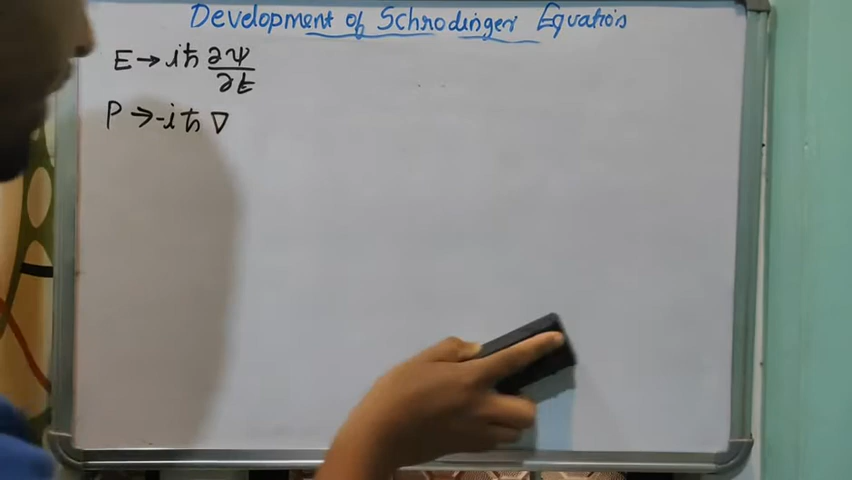 Development of Schrodinger Equation
E → iℏ ∂Ψ/∂t
P → -iℏ ∇